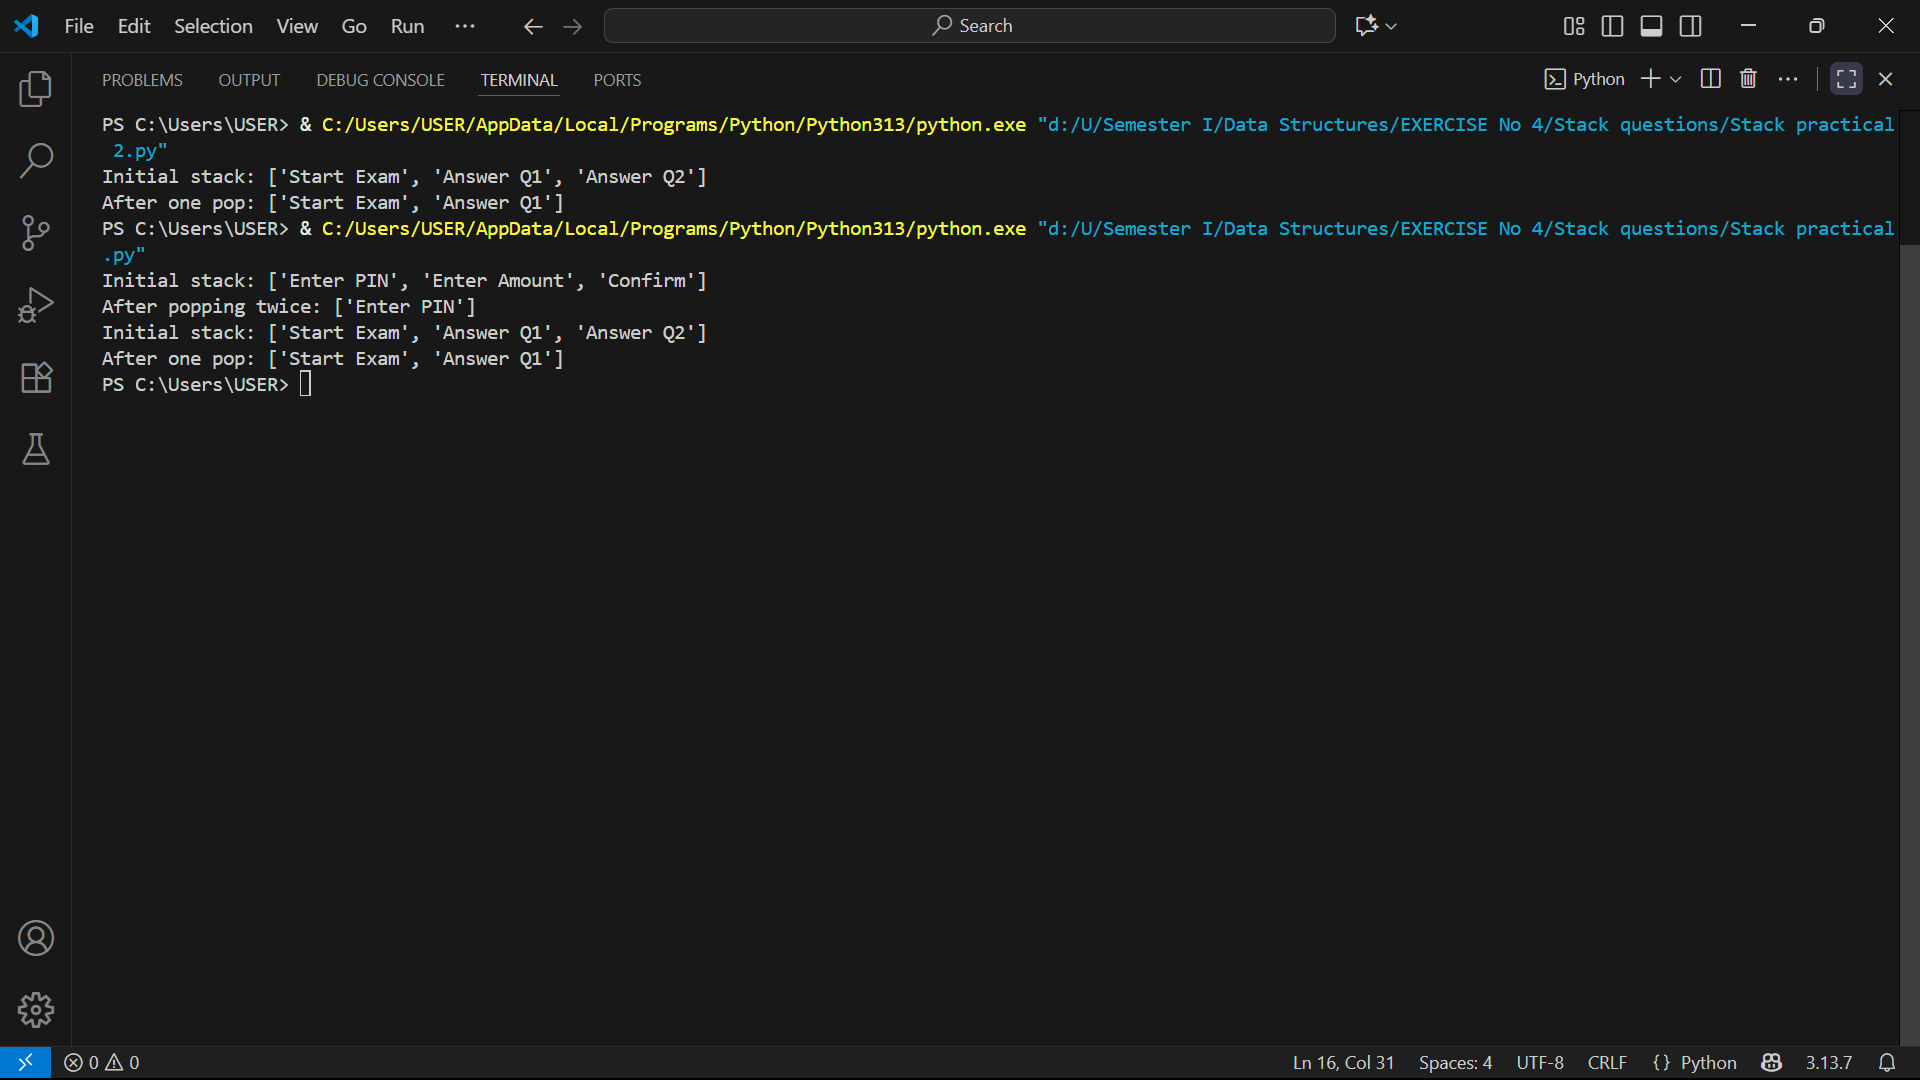 File Edit Selection View Go Run ··· Search
PROBLEMS OUTPUT DEBUG CONSOLE TERMINAL PORTS Python
PS C:\Users\USER> & C:/Users/USER/AppData/Local/Programs/Python/Python313/python.exe "d:/U/Semester I/Data Structures/EXERCISE No 4/Stack questions/Stack practical
2.py"
Initial stack: ['Start Exam', 'Answer Q1', 'Answer Q2']
After one pop: ['Start Exam', 'Answer Q1']
PS C:\Users\USER> & C:/Users/USER/AppData/Local/Programs/Python/Python313/python.exe "d:/U/Semester I/Data Structures/EXERCISE No 4/Stack questions/Stack practical
.py"
Initial stack: ['Enter PIN', 'Enter Amount', 'Confirm']
After popping twice: ['Enter PIN']
Initial stack: ['Start Exam', 'Answer Q1', 'Answer Q2']
After one pop: ['Start Exam', 'Answer Q1']
PS C:\Users\USER>
0 0 Ln 16, Col 31 Spaces: 4 UTF-8 CRLF {} Python 3.13.7